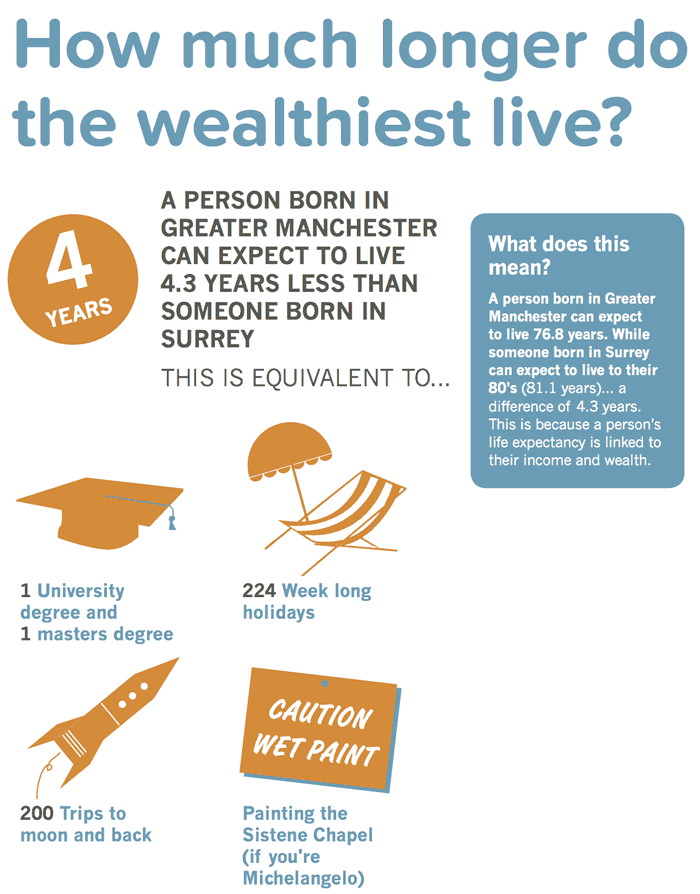 How much longer do
the wealthiest live?
4
YEARS
A PERSON BORN IN
GREATER MANCHESTER
CAN EXPECT TO LIVE
4.3 YEARS LESS THAN
SOMEONE BORN IN
SURREY
THIS IS EQUIVALENT TO...
What does this
mean?
A person born in Greater
Manchester can expect
to live 76.8 years. While
someone born in Surrey
can expect to live to their
80's (81.1 years)... a
difference of 4.3 years.
This is because a person's
life expectancy is linked to
their income and wealth.
1 University
degree and
1 masters degree
224 Week long
holidays
200 Trips to
moon and back
CAUTION
WET PAINT
Painting the
Sistene Chapel
(if you're
Michelangelo)